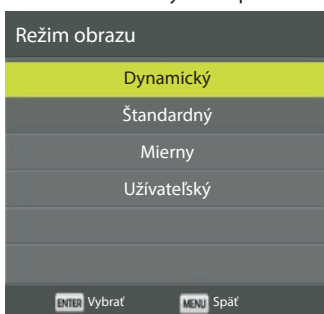 Režim obrazu
Dynamický
Štandardný
Mierny
Užívateľský
ENTER Vybrať MENU Späť